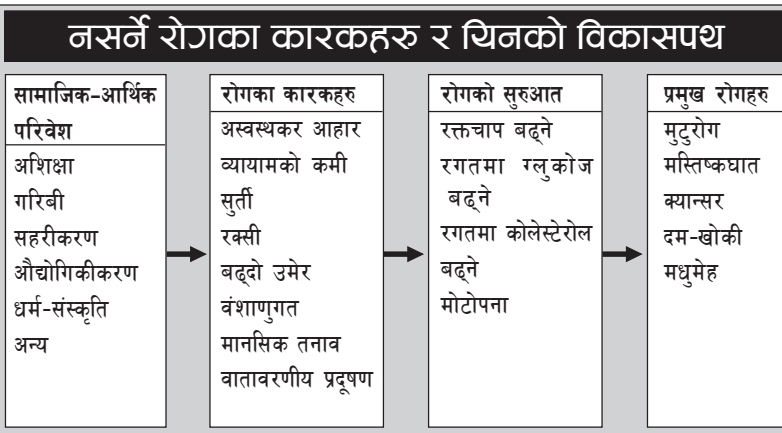 नसर्ने रोगका कारकहरु र यिनको विकासपथ
सामाजिक-आर्थिक
परिवेश
अशिक्षा
गरिबी
सहरीकरण
औद्योगिकीकरण
धर्म-संस्कृति
अन्य
रोगका कारकहरु
अस्वस्थकर आहार
व्यायामको कमी
सुर्ती
रक्सी
बढ्दो उमेर
वंशाणुगत
मानसिक तनाव
वातावरणीय प्रदूषण
रोगको सुरुआत
रक्तचाप बढ्ने
रगतमा ग्लुकोज
बढ्ने
रगतमा कोलेस्टेरोल
बढ्ने
मोटोपना
प्रमुख रोगहरु
मुटुरोग
मस्तिष्कघात
क्यान्सर
दम-खोकी
मधुमेह